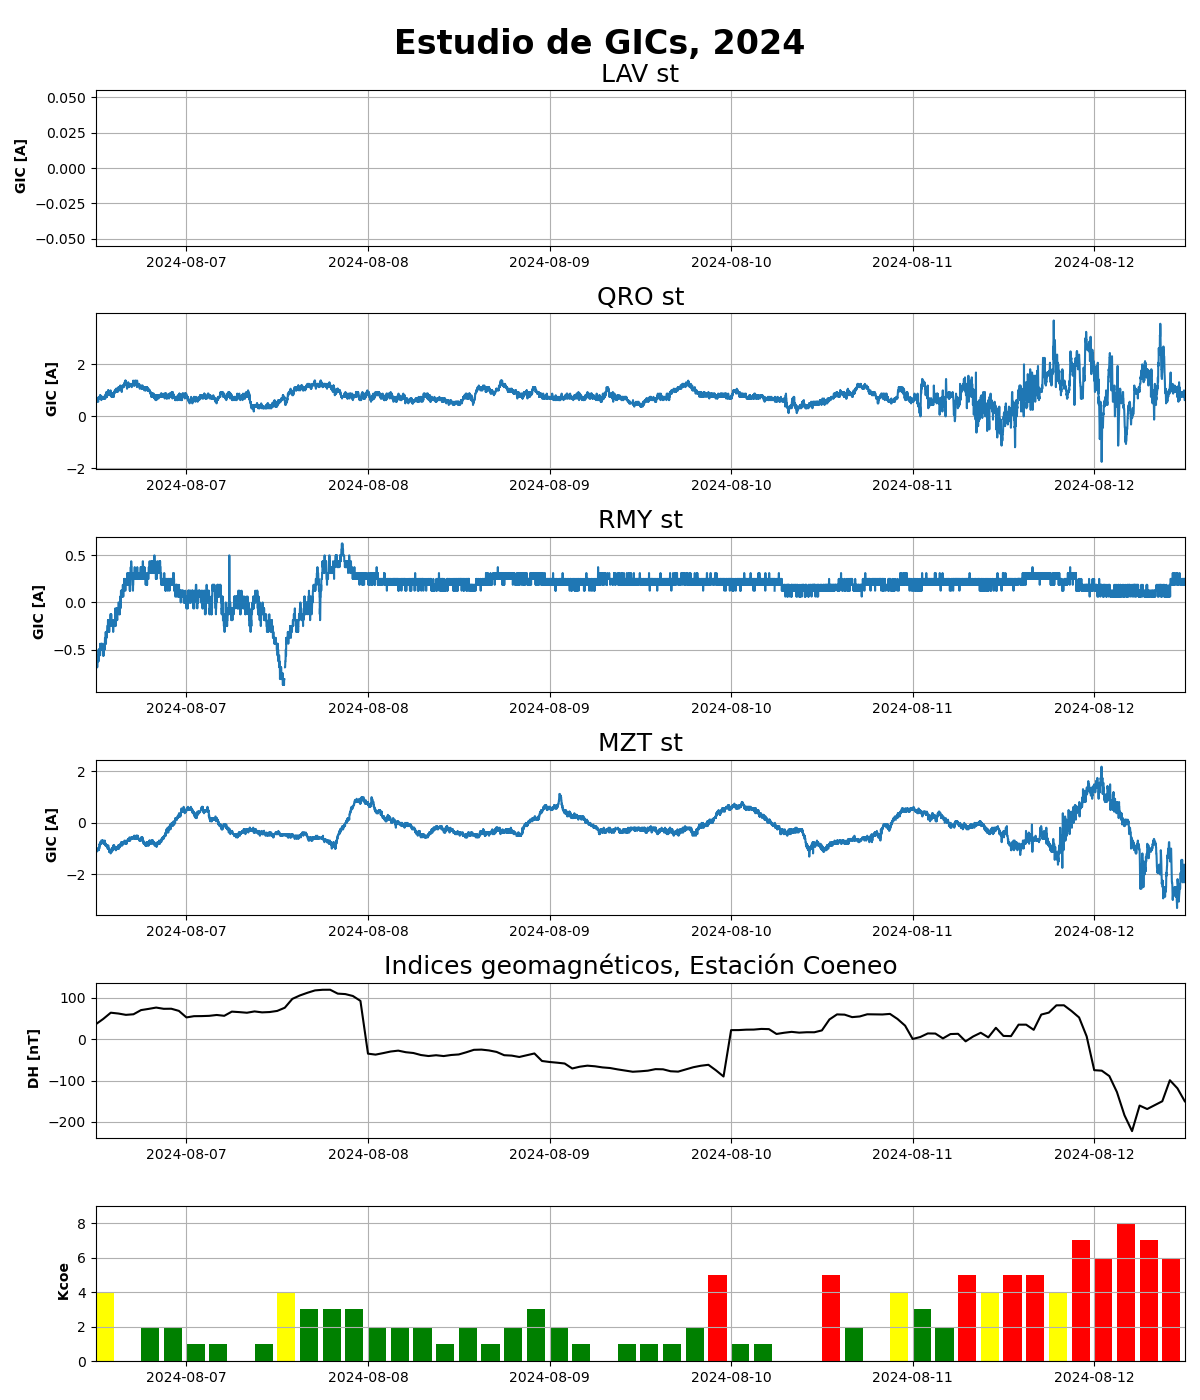 Estudio de GICs, 2024
LAV st
GIC [A]
0.050
0.025
0.000
−0.025
−0.050
2024-08-07 2024-08-08 2024-08-09 2024-08-10 2024-08-11 2024-08-12
QRO st
GIC [A]
2
0
−2
2024-08-07 2024-08-08 2024-08-09 2024-08-10 2024-08-11 2024-08-12
RMY st
GIC [A]
0.5
0.0
−0.5
2024-08-07 2024-08-08 2024-08-09 2024-08-10 2024-08-11 2024-08-12
MZT st
GIC [A]
2
0
−2
2024-08-07 2024-08-08 2024-08-09 2024-08-10 2024-08-11 2024-08-12
Indices geomagnéticos, Estación Coeneo
DH [nT]
100
0
−100
−200
2024-08-07 2024-08-08 2024-08-09 2024-08-10 2024-08-11 2024-08-12
Kcoe
8
6
4
2
0
2024-08-07 2024-08-08 2024-08-09 2024-08-10 2024-08-11 2024-08-12